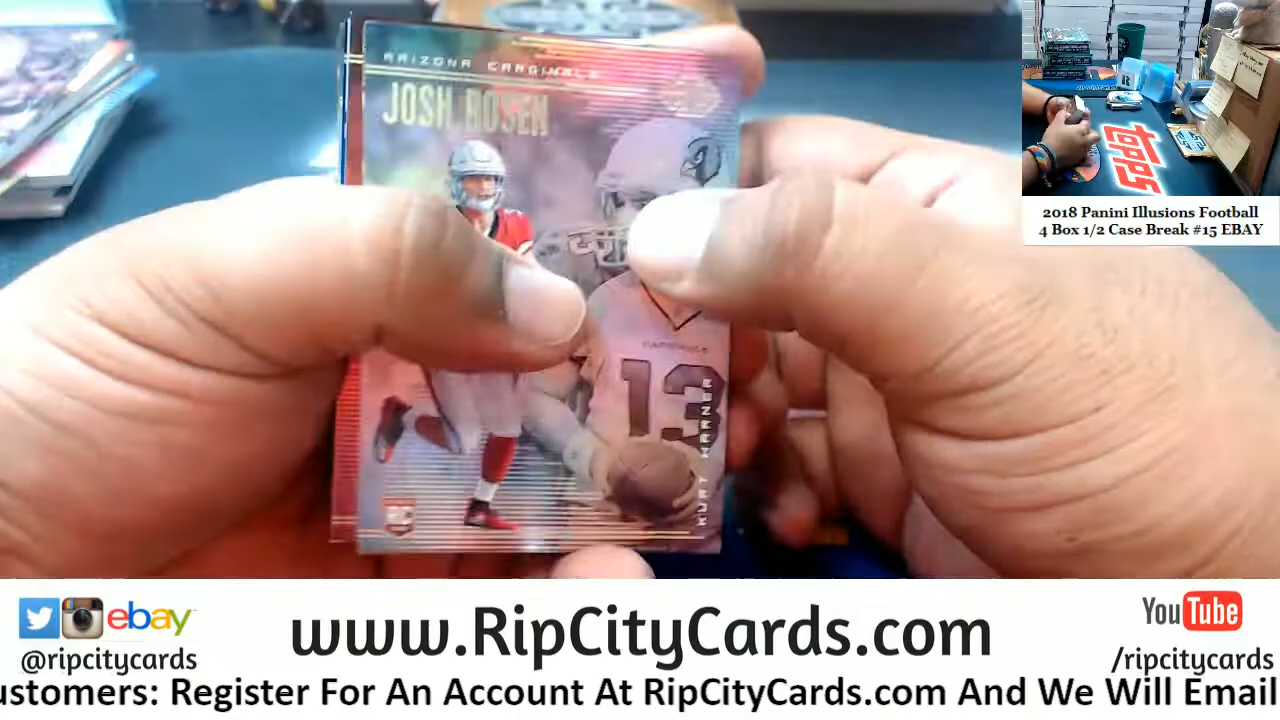 ARIZONA CARDINALS
JOSH ROSEN
13
KURT WARNER
RC
TOPPS
2018 Panini Illusions Football
4 Box 1/2 Case Break #15 EBAY
ebay
@ripcitycards
www.RipCityCards.com
YouTube
/ripcitycards
ustomers: Register For An Account At RipCityCards.com And We Will Email